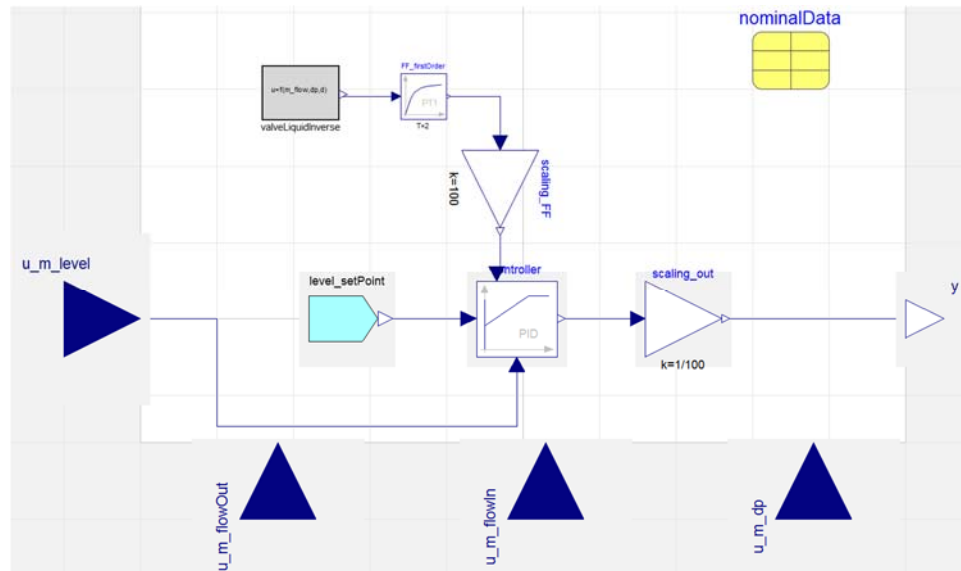 nominalData
FF_firstOrder
u=f(m_flow,dp,d)
PT1
valveLiquidInverse
T=2
scaling_FF
k=100
u_m_level
level_setPoint
ntroller
scaling_out
y
PID
k=1/100
u_m_flowOut
u_m_flowIn
u_m_dp